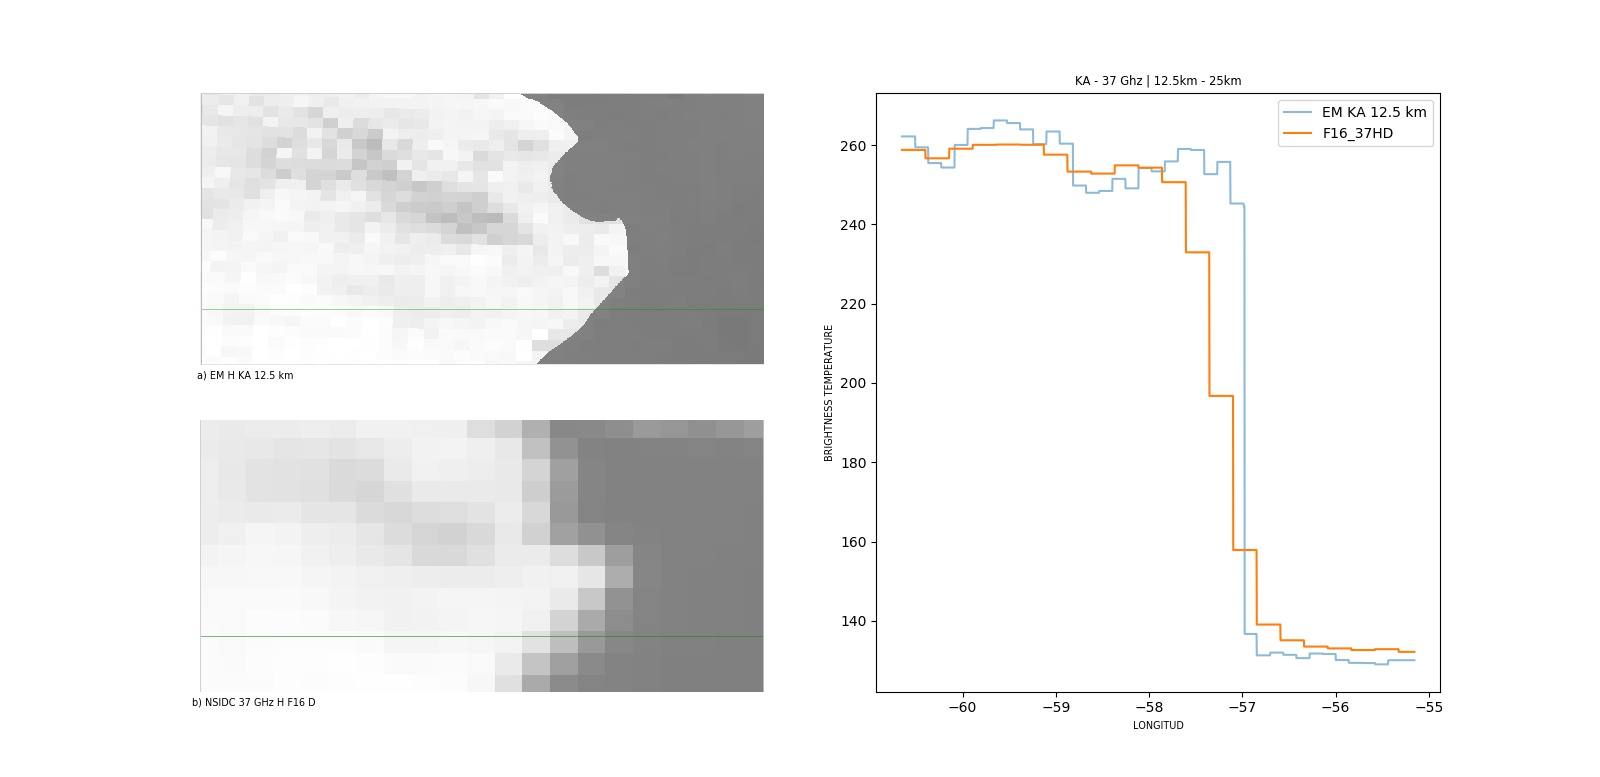 a) EM H KA 12.5 km
b) NSIDC 37 GHz H F16 D
KA - 37 Ghz | 12.5km - 25km
EM KA 12.5 km
F16_37HD
BRIGHTNESS TEMPERATURE
260
240
220
200
180
160
140
−60
−59
−58
−57
−56
−55
LONGITUD